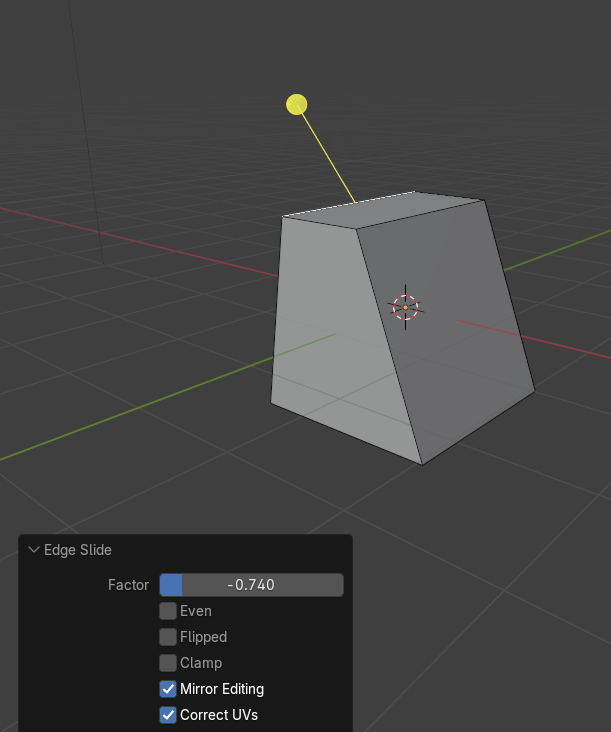 Edge Slide
Factor -0.740
Even
Flipped
Clamp
Mirror Editing
Correct UVs